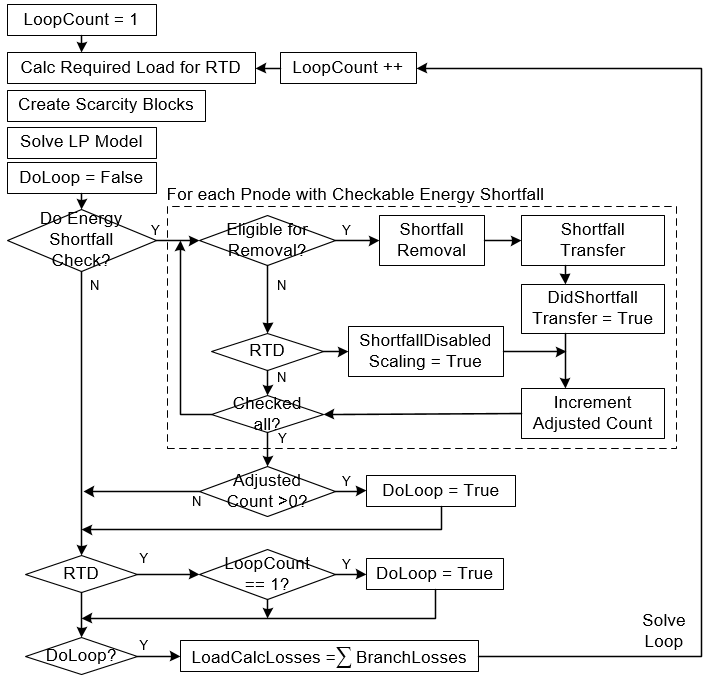 LoopCount = 1
Calc Required Load for RTD
LoopCount ++
Create Scarcity Blocks
Solve LP Model
DoLoop = False
For each Pnode with Checkable Energy Shortfall
Do Energy
Shortfall
Check?
Y
N
Eligible for
Removal?
Y
N
Shortfall
Removal
Shortfall
Transfer
DidShortfall
Transfer = True
RTD
N
ShortfallDisabled
Scaling = True
Checked
all?
Y
Increment
Adjusted Count
Adjusted
Count >0?
Y
N
DoLoop = True
RTD
Y
LoopCount
== 1?
Y
DoLoop = True
DoLoop?
Y
LoadCalcLosses =∑ BranchLosses
Solve
Loop